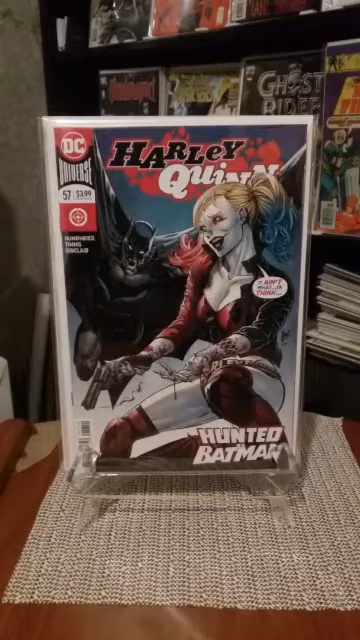 DC
UNIVERSE
57
$3.99
HUMPHRIES
TIMMS
SINCLAIR
HARLEY
QUINN
IT AIN'T
WHAT...YA
THINK...
HUNTED
BATMAN
GHOST
RIDER